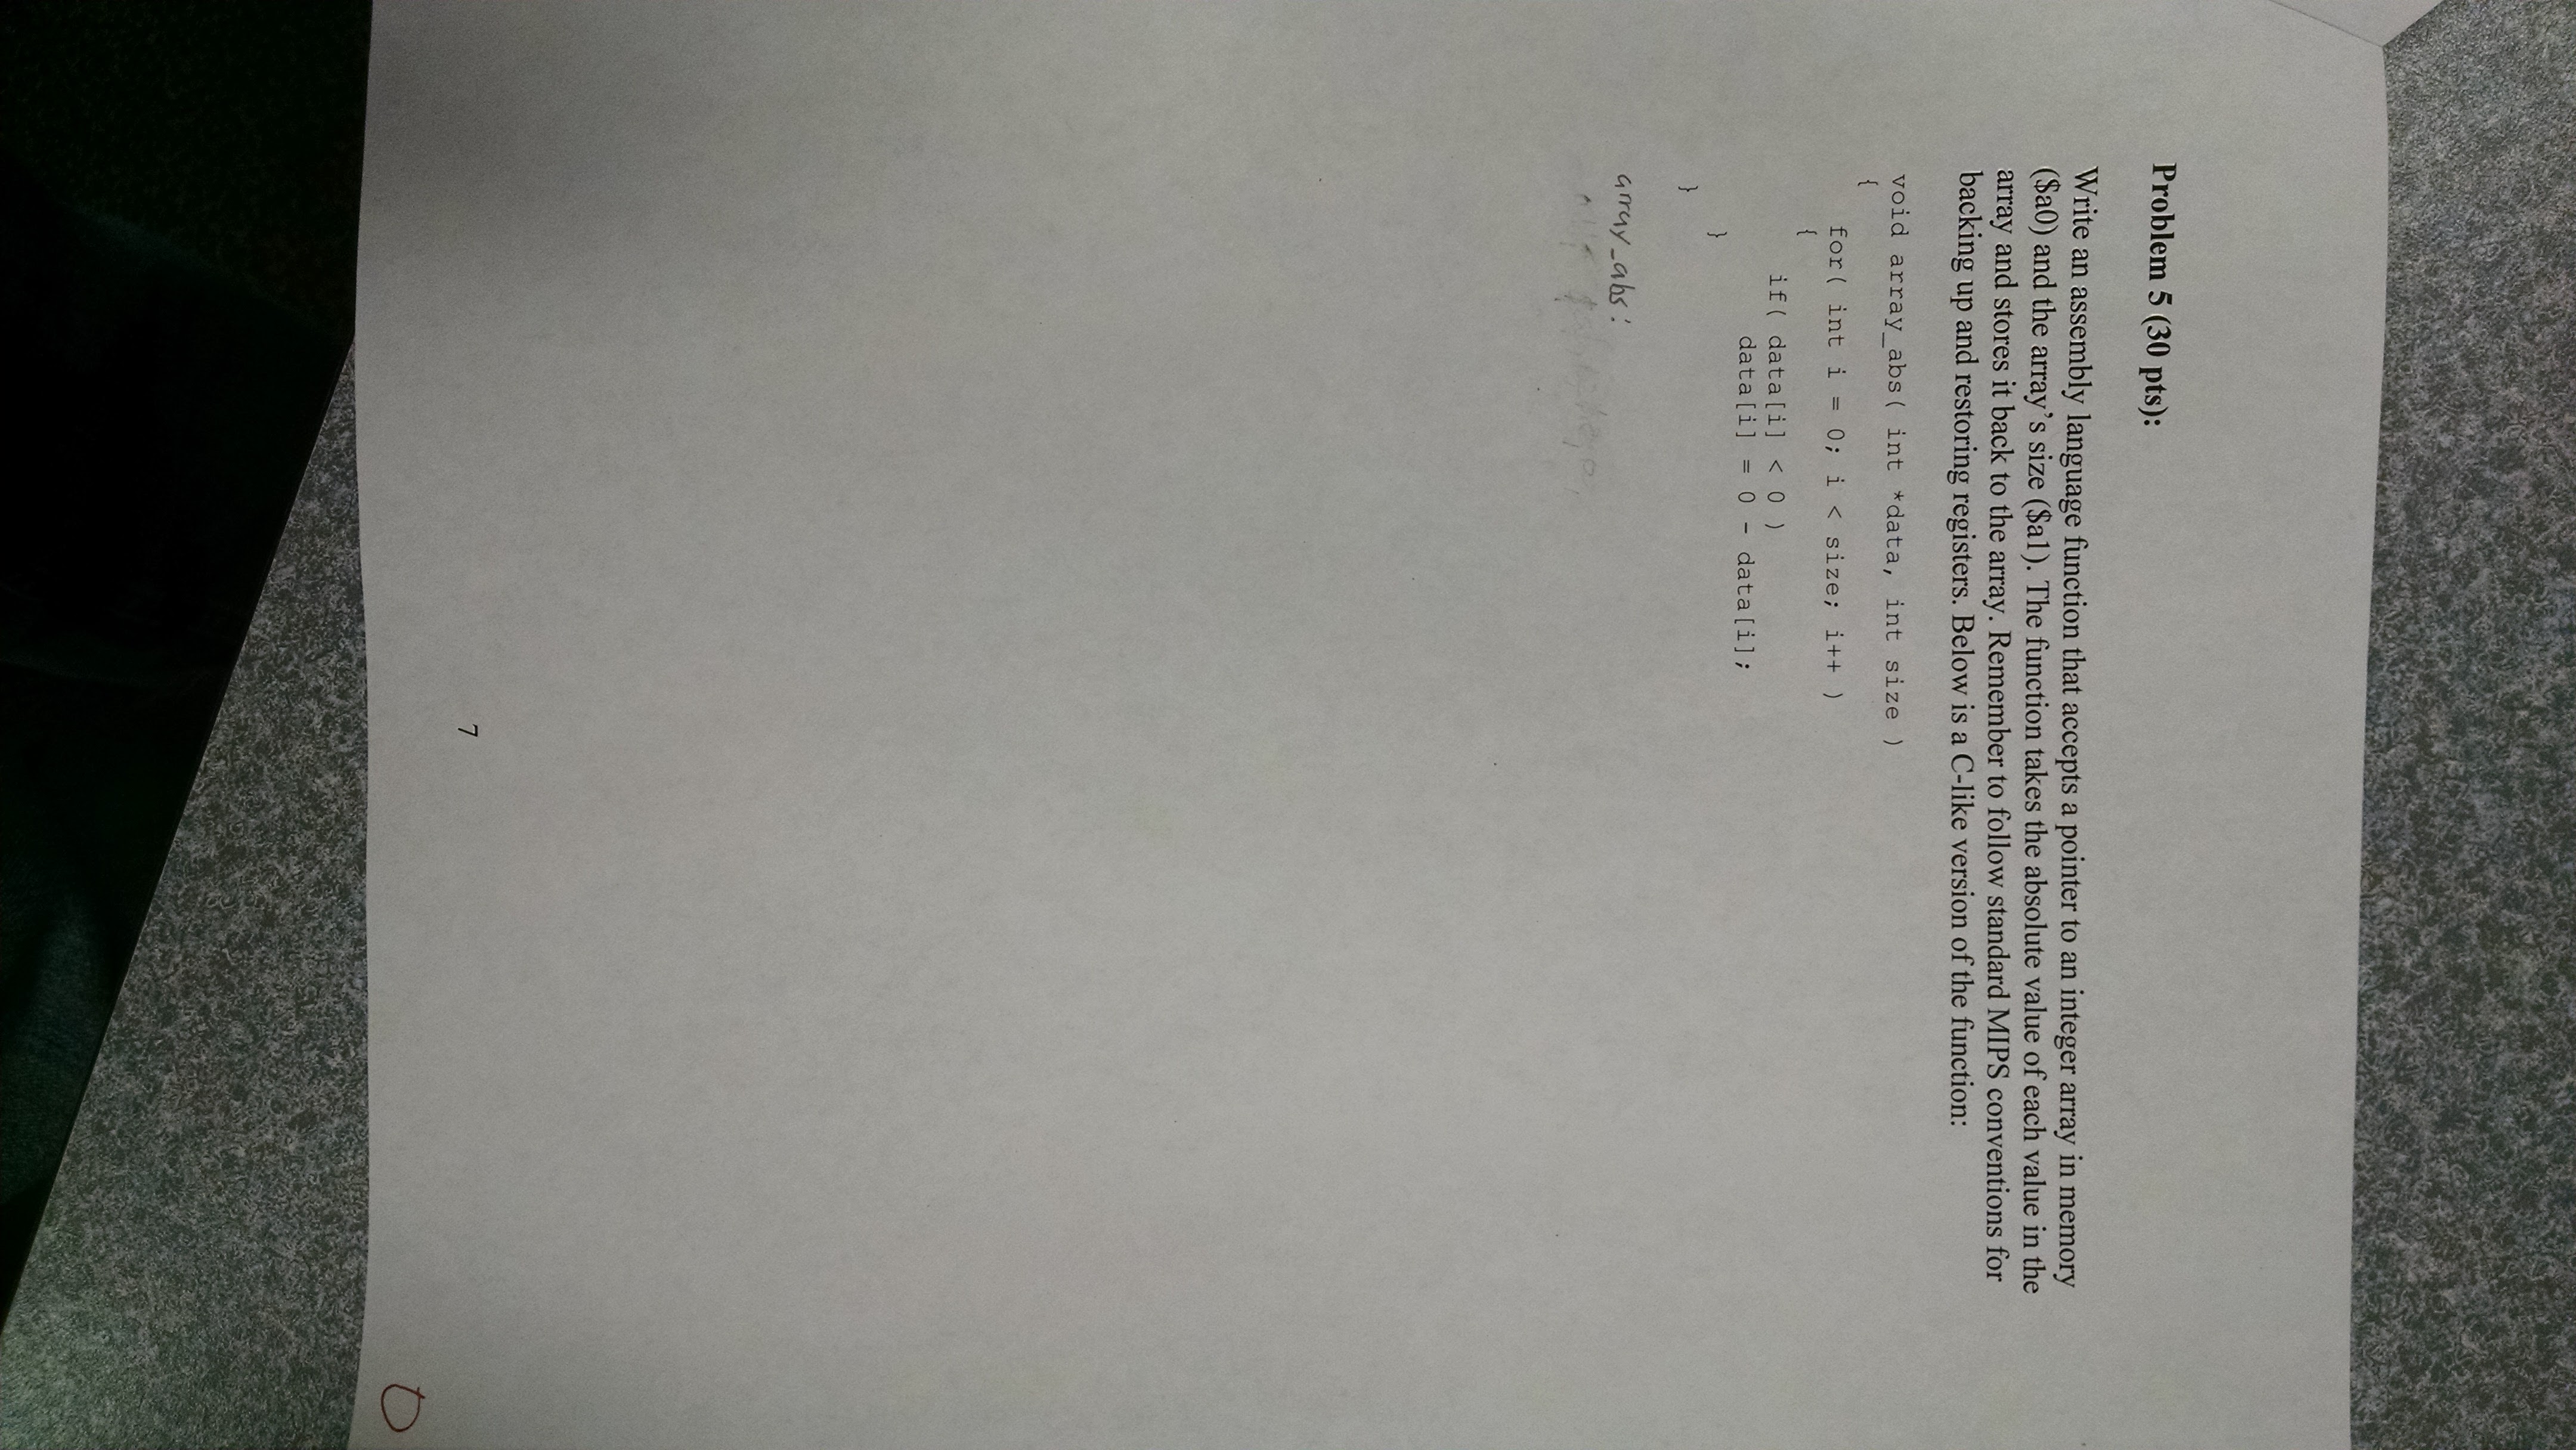 Problem 5 (30 pts):
Write an assembly language function that accepts a pointer to an integer array in memory
($a0) and the array's size ($a1). The function takes the absolute value of each value in the
array and stores it back to the array. Remember to follow standard MIPS conventions for
backing up and restoring registers. Below is a C-like version of the function:
void array_abs( int *data, int size )
{
for( int i = 0; i < size; i++ )
{
if( data[i] < 0 )
data[i] = 0 - data[i];
}
}
array_abs:
7
0